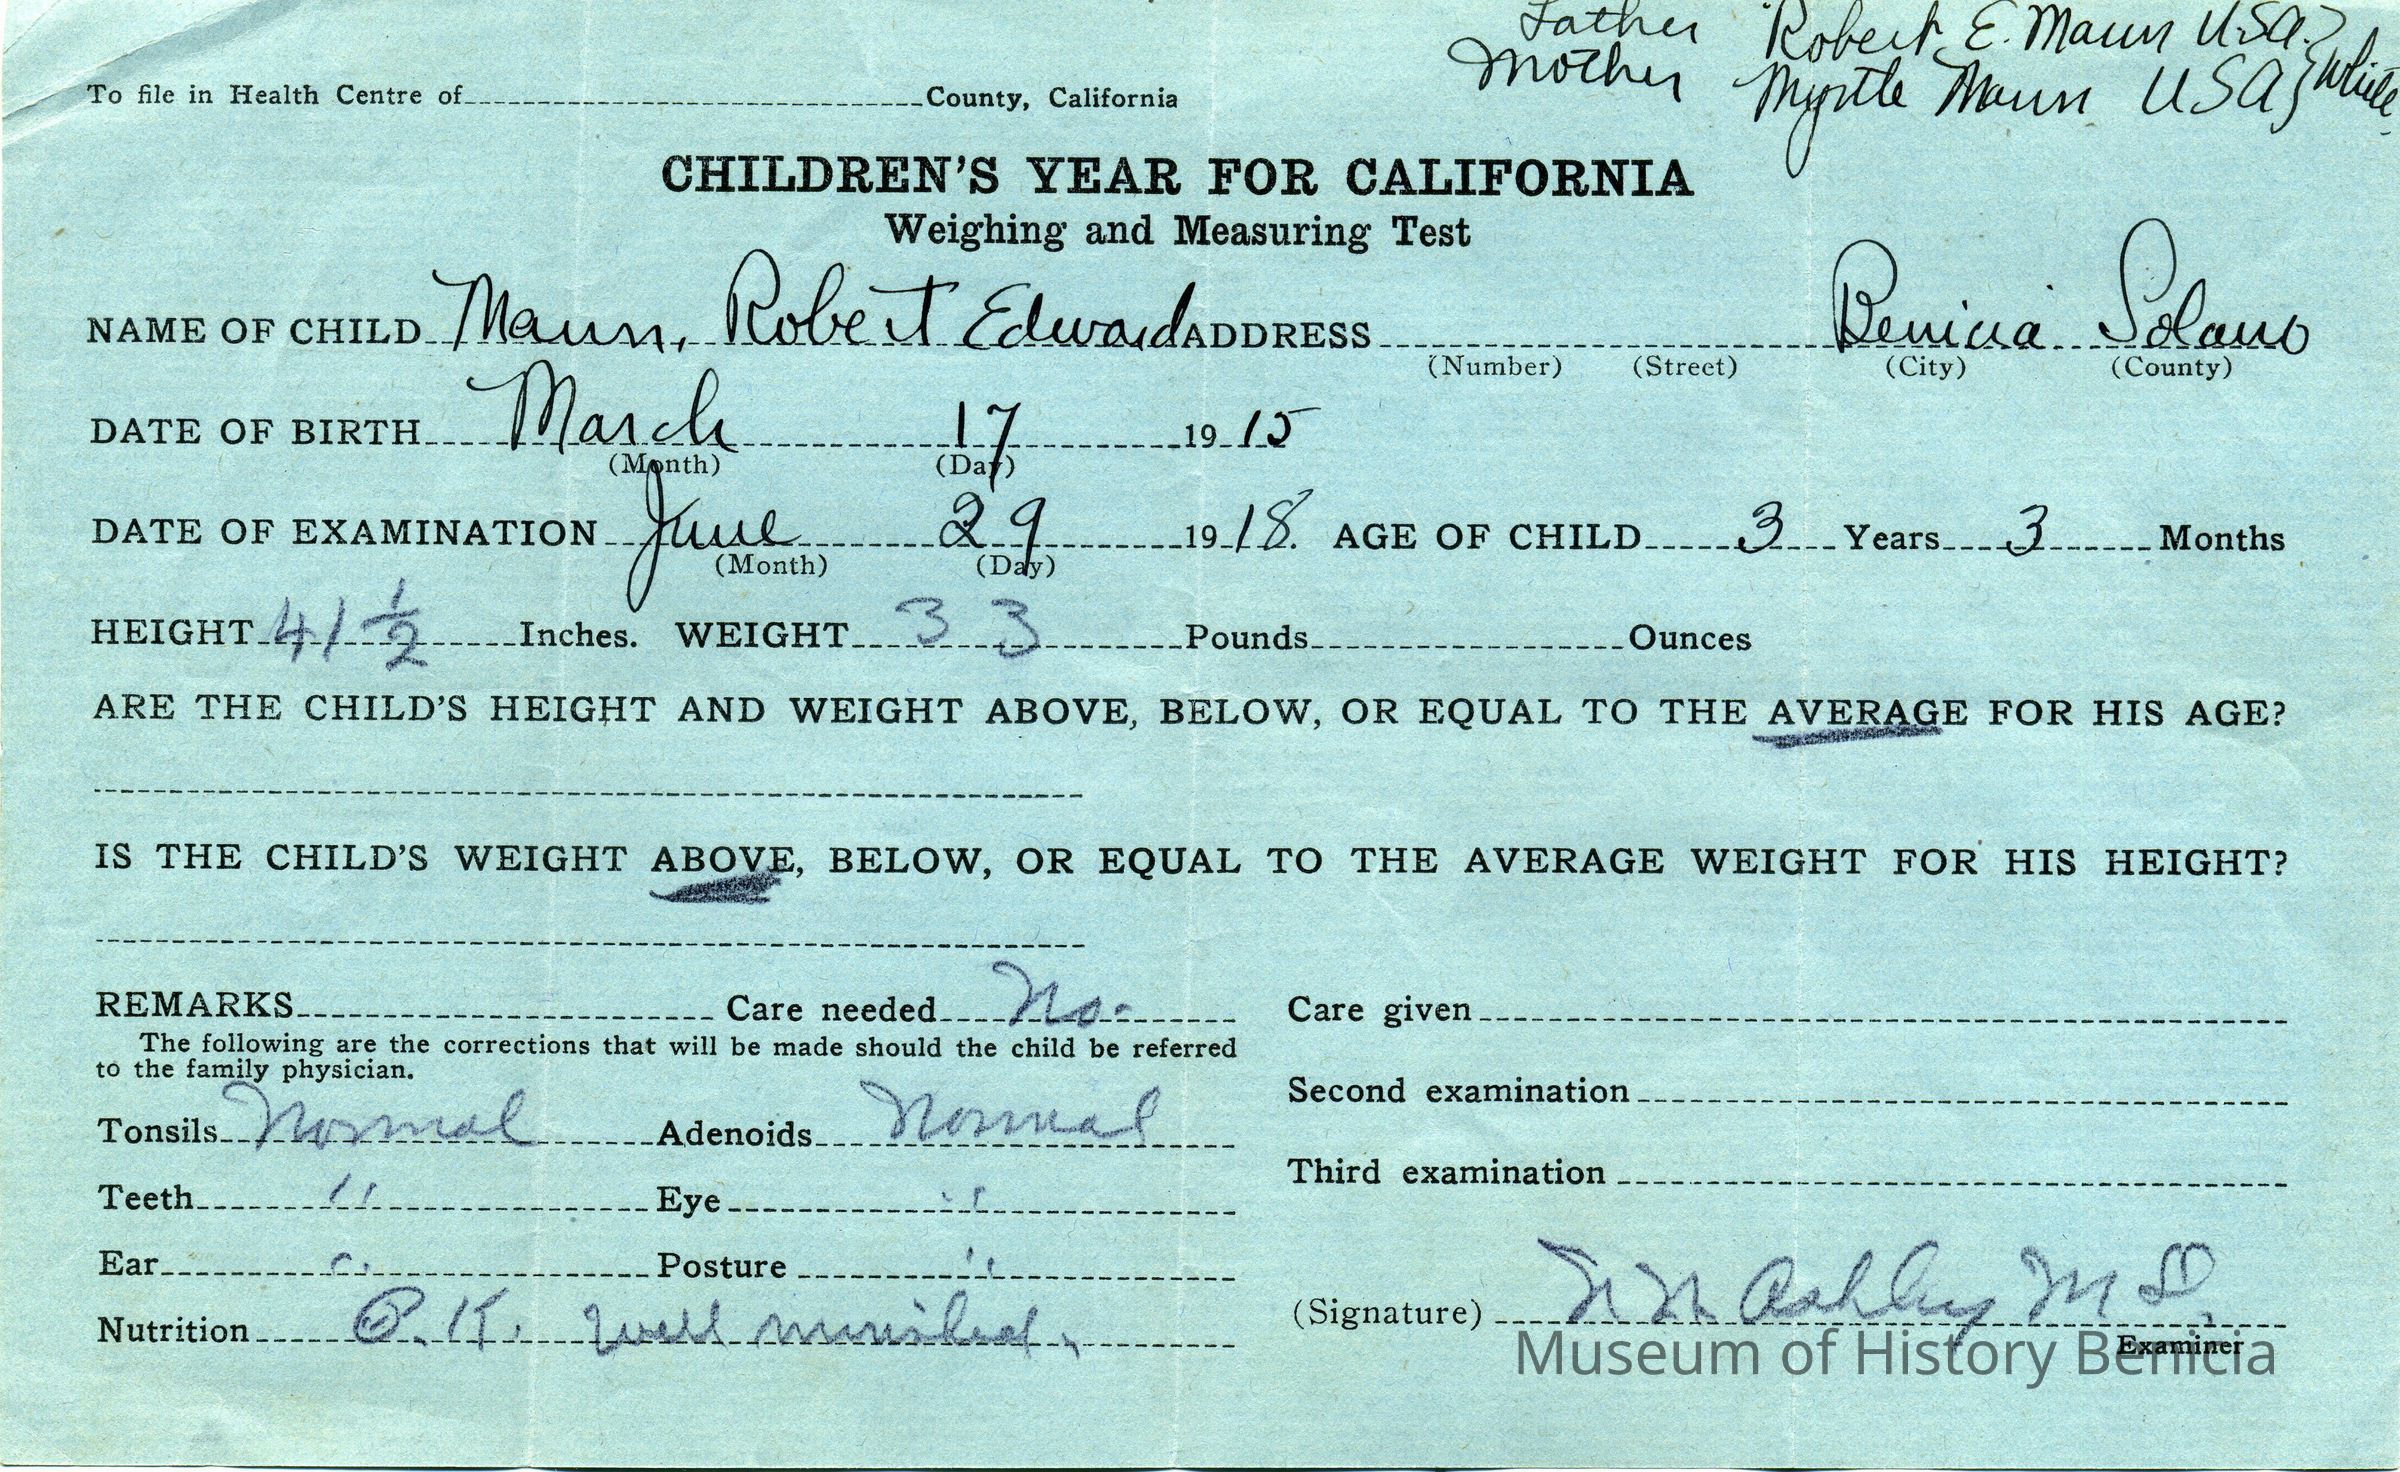 Father Robert E. Mann U.S.A. } White
Mother Myrtle Mann U S A }
To file in Health Centre of County, California
CHILDREN'S YEAR FOR CALIFORNIA
Weighing and Measuring Test
NAME OF CHILD Mann, Robert Edward ADDRESS Benicia Solano
(Number) (Street) (City) (County)
DATE OF BIRTH March 17 1915
(Month) (Day)
DATE OF EXAMINATION June 29 1918. AGE OF CHILD 3 Years 3 Months
(Month) (Day)
HEIGHT 41 1/2 Inches. WEIGHT 33 Pounds Ounces
ARE THE CHILD'S HEIGHT AND WEIGHT ABOVE, BELOW, OR EQUAL TO THE AVERAGE FOR HIS AGE?
IS THE CHILD'S WEIGHT ABOVE, BELOW, OR EQUAL TO THE AVERAGE WEIGHT FOR HIS HEIGHT?
REMARKS Care needed No. Care given
The following are the corrections that will be made should the child be referred
to the family physician.
Second examination
Tonsils Normal Adenoids Normal
Third examination
Teeth " Eye "
Ear " Posture "
Nutrition O.K. Well nourished.
(Signature) Ashley M D.
Examiner
Museum of History Benicia